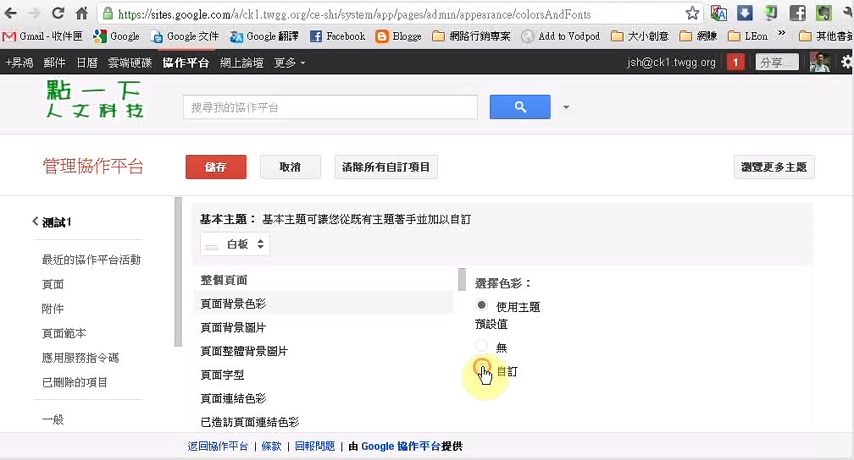 https://sites.google.com/a/ck1.twgg.org/ce-shi/system/app/pages/admin/appearance/colorsAndFonts
Gmail - 收件匣 Google Google 文件 Google 翻譯 Facebook Blogge 網路行銷專案 Add to Vodpod 大小創意 網賺 LEon » 其他書籤
+昇鴻 郵件 日曆 雲端硬碟 協作平台 網上論壇 更多 jsh@ck1.twgg.org 1 分享...
點一下
人文科技
搜尋我的協作平台
管理協作平台 儲存 取消 清除所有自訂項目 瀏覽更多主題
測試1
最近的協作平台活動
頁面
附件
頁面範本
應用服務指令碼
已刪除的項目
一般
基本主題： 基本主題可讓您從既有主題著手並加以自訂
白板
整個頁面
頁面背景色彩
頁面背景圖片
頁面整體背景圖片
頁面字型
頁面連結色彩
已造訪頁面連結色彩
選擇色彩：
使用主題
預設值
無
自訂
返回協作平台 | 條款 | 回報問題 | 由 Google 協作平台提供